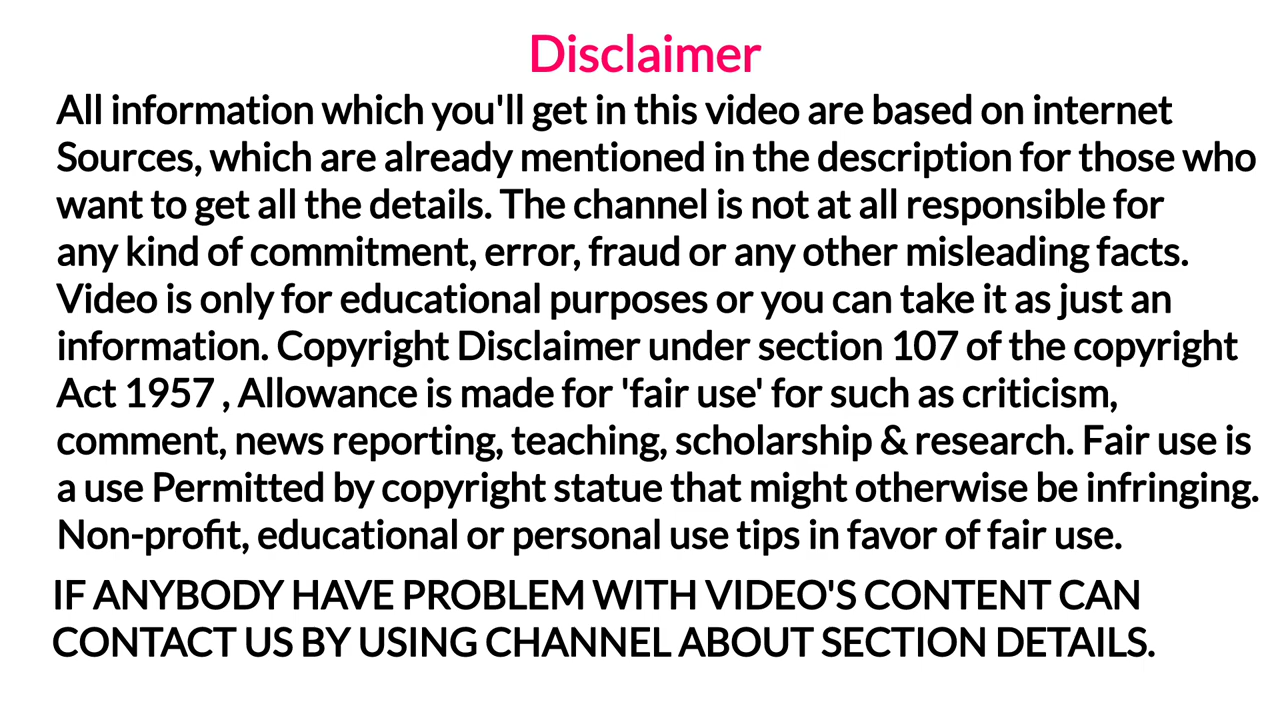 Disclaimer
All information which you'll get in this video are based on internet
Sources, which are already mentioned in the description for those who
want to get all the details. The channel is not at all responsible for
any kind of commitment, error, fraud or any other misleading facts.
Video is only for educational purposes or you can take it as just an
information. Copyright Disclaimer under section 107 of the copyright
Act 1957 , Allowance is made for 'fair use' for such as criticism,
comment, news reporting, teaching, scholarship & research. Fair use is
a use Permitted by copyright statue that might otherwise be infringing.
Non-profit, educational or personal use tips in favor of fair use.
IF ANYBODY HAVE PROBLEM WITH VIDEO'S CONTENT CAN
CONTACT US BY USING CHANNEL ABOUT SECTION DETAILS.